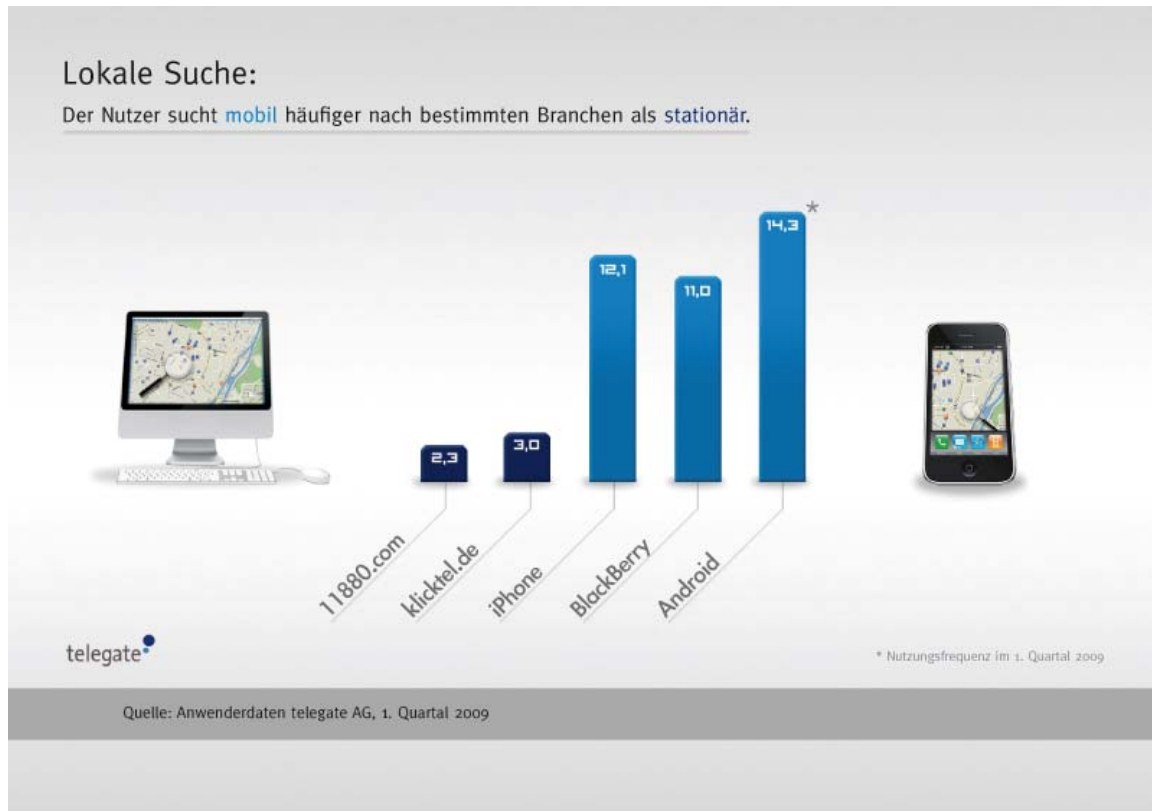 Lokale Suche:
Der Nutzer sucht mobil häufiger nach bestimmten Branchen als stationär.
14,3 *
12,1
11,0
3,0
2,3
11880.com
klicktel.de
iPhone
BlackBerry
Android
telegate
* Nutzungsfrequenz im 1. Quartal 2009
Quelle: Anwenderdaten telegate AG, 1. Quartal 2009